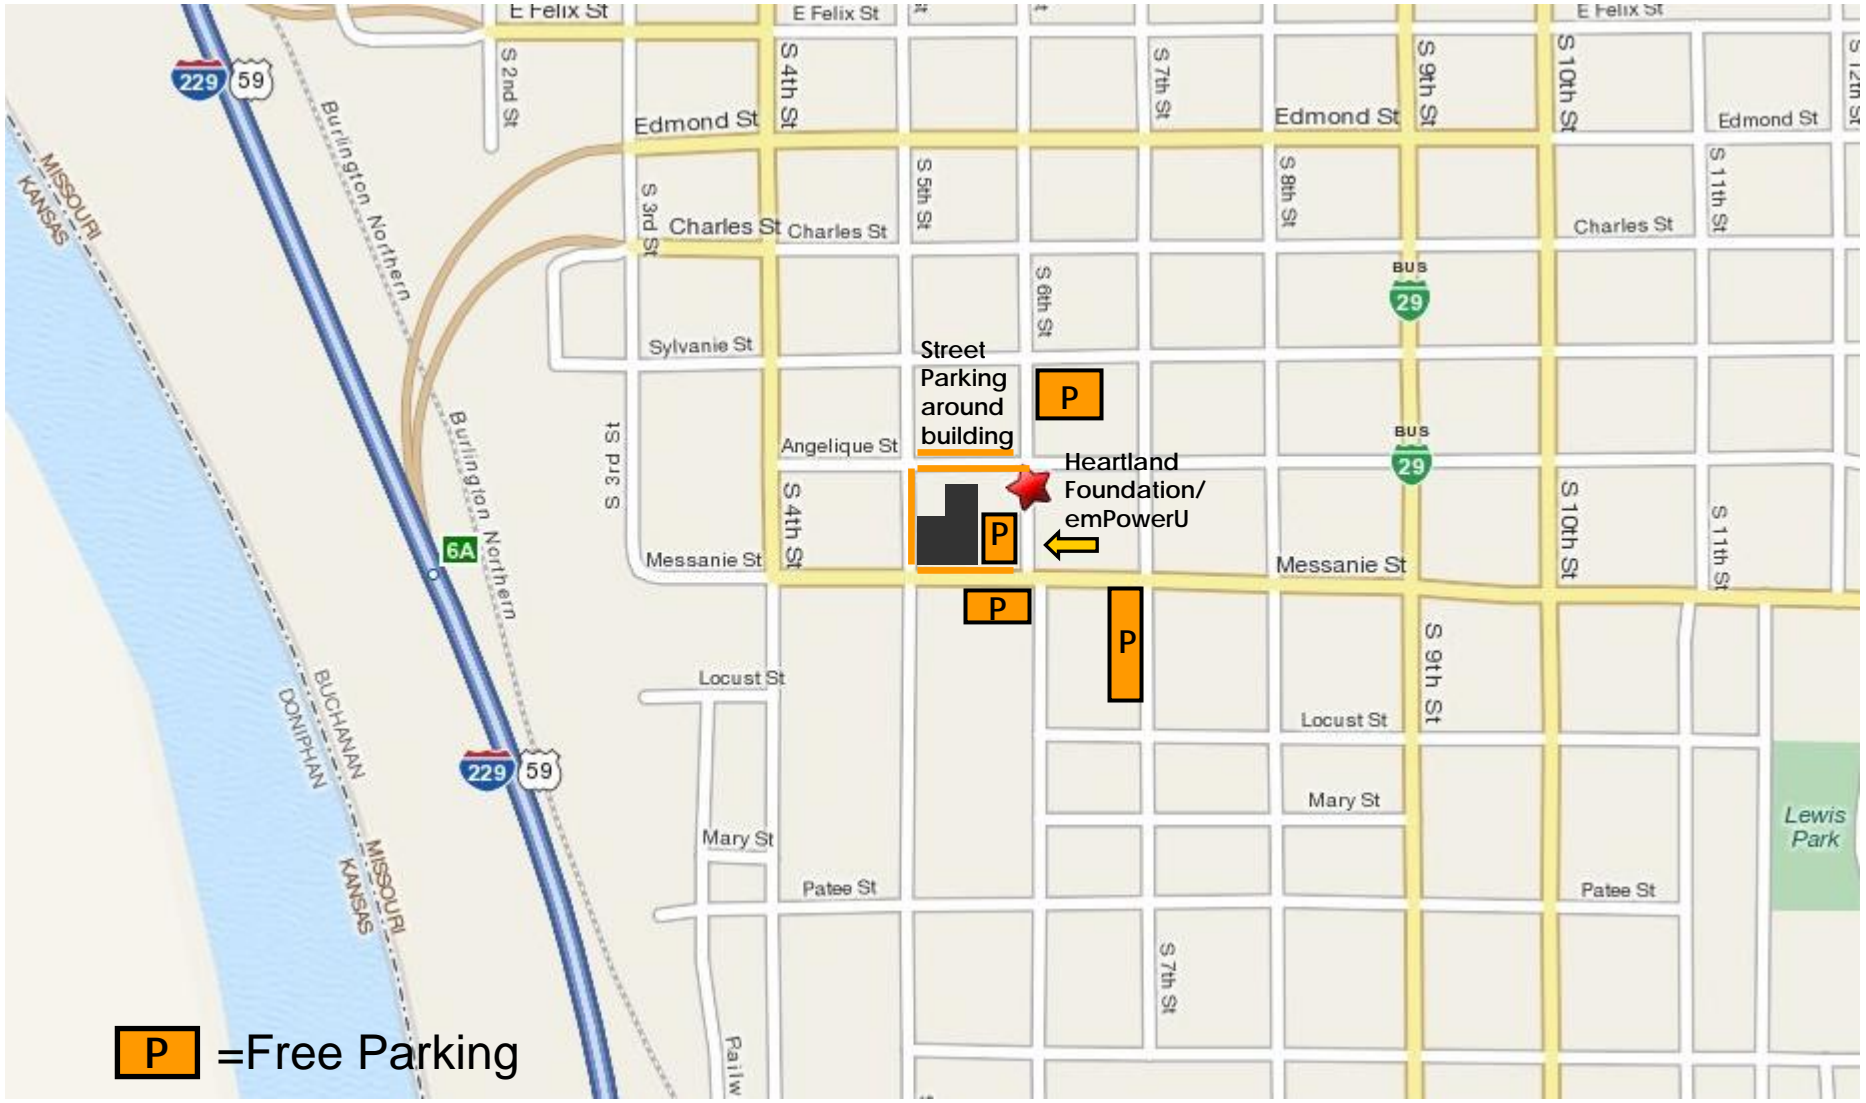 E Felix St
E Felix St
E Felix St
St
St
229
59
S 2nd St
S 4th St
S 7th St
S 9th St
S 10th St
S 12th St
Burlington Northern
Edmond St
Edmond St
Edmond St
MISSOURI
KANSAS
S 3rd St
S 5th St
S 8th St
S 11th St
Charles St
Charles St
Charles St
S 6th St
BUS
29
Sylvanie St
Street
Parking
around
building
P
Burlington Northern
S 3rd St
Angelique St
BUS
29
Heartland
Foundation/
emPowerU
S 4th St
S 10th St
S 11th St
P
6A
Messanie St
Messanie St
P
P
S 9th St
Locust St
Locust St
BUCHANAN
DONIPHAN
229
59
Mary St
Mary St
Lewis
Park
MISSOURI
KANSAS
Patee St
Patee St
S 7th St
Railw
P =Free Parking